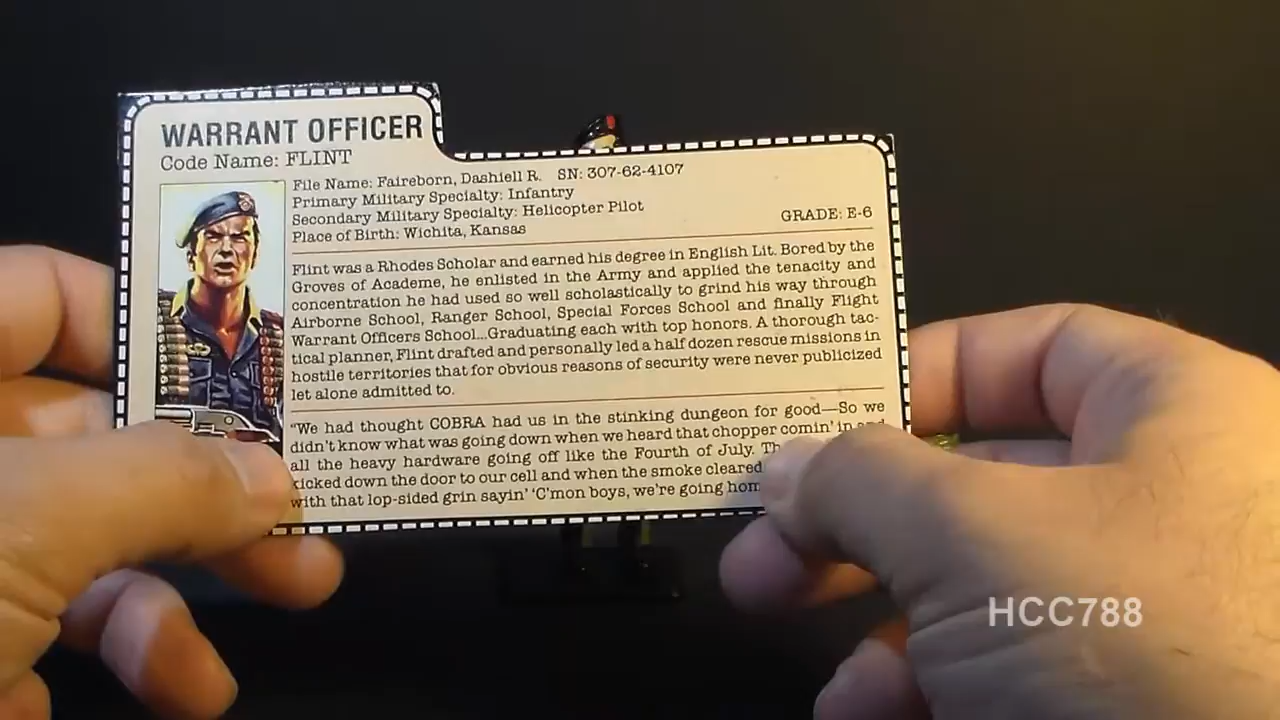 WARRANT OFFICER
Code Name: FLINT
File Name: Faireborn, Dashiell R. SN: 307-62-4107
Primary Military Specialty: Infantry
Secondary Military Specialty: Helicopter Pilot
Place of Birth: Wichita, Kansas
GRADE: E-6
Flint was a Rhodes Scholar and earned his degree in English Lit. Bored by the
Groves of Academe, he enlisted in the Army and applied the tenacity and
concentration he had used so well scholastically to grind his way through
Airborne School, Ranger School, Special Forces School and finally Flight
Warrant Officers School...Graduating each with top honors. A thorough tac-
tical planner, Flint drafted and personally led a half dozen rescue missions in
hostile territories that for obvious reasons of security were never publicized
let alone admitted to.
"We had thought COBRA had us in the stinking dungeon for good—So we
didn't know what was going down when we heard that chopper comin' in and
all the heavy hardware going off like the Fourth of July.
kicked down the door to our cell and when the smoke cleared
with that lop-sided grin sayin' 'C'mon boys, we're going
HCC788